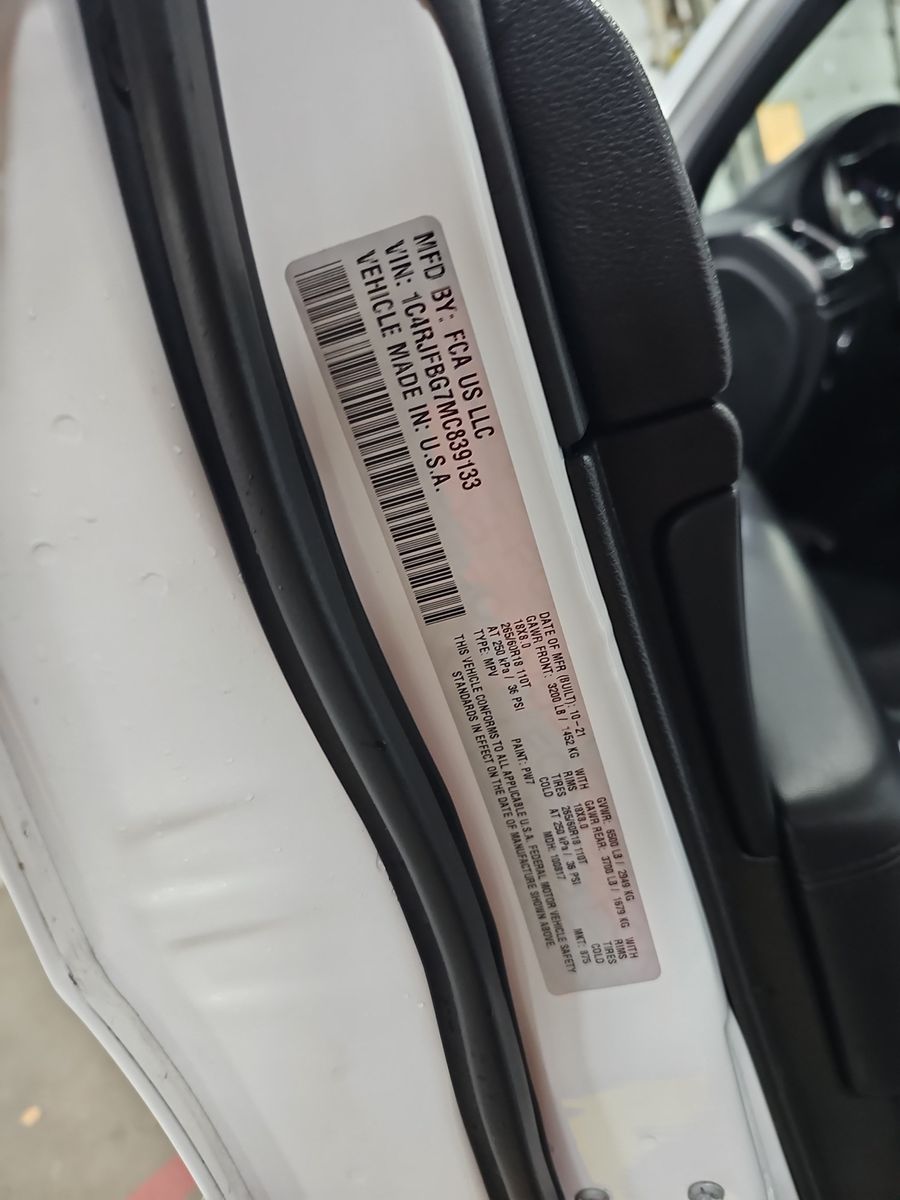 MFD BY: FCA US LLC
VIN: 1C4RJFBG7MC839133
VEHICLE MADE IN: U.S.A.
DATE OF MFR (BUILT): 10-21 GVWR: 6500 LB / 2949 KG
GAWR FRONT: 3200 LB / 1452 KG WITH GAWR REAR: 3700 LB / 1679 KG WITH
18X8.0 RIMS 18X8.0 RIMS
265/60R18 110T TIRES 265/60R18 110T TIRES
AT 250 kPa / 36 PSI COLD AT 250 kPa / 36 PSI COLD
TYPE: MPV PAINT: PW7 MDH: 100817 MKT: 875
THIS VEHICLE CONFORMS TO ALL APPLICABLE U.S.A. FEDERAL MOTOR VEHICLE SAFETY
STANDARDS IN EFFECT ON THE DATE OF MANUFACTURE SHOWN ABOVE.